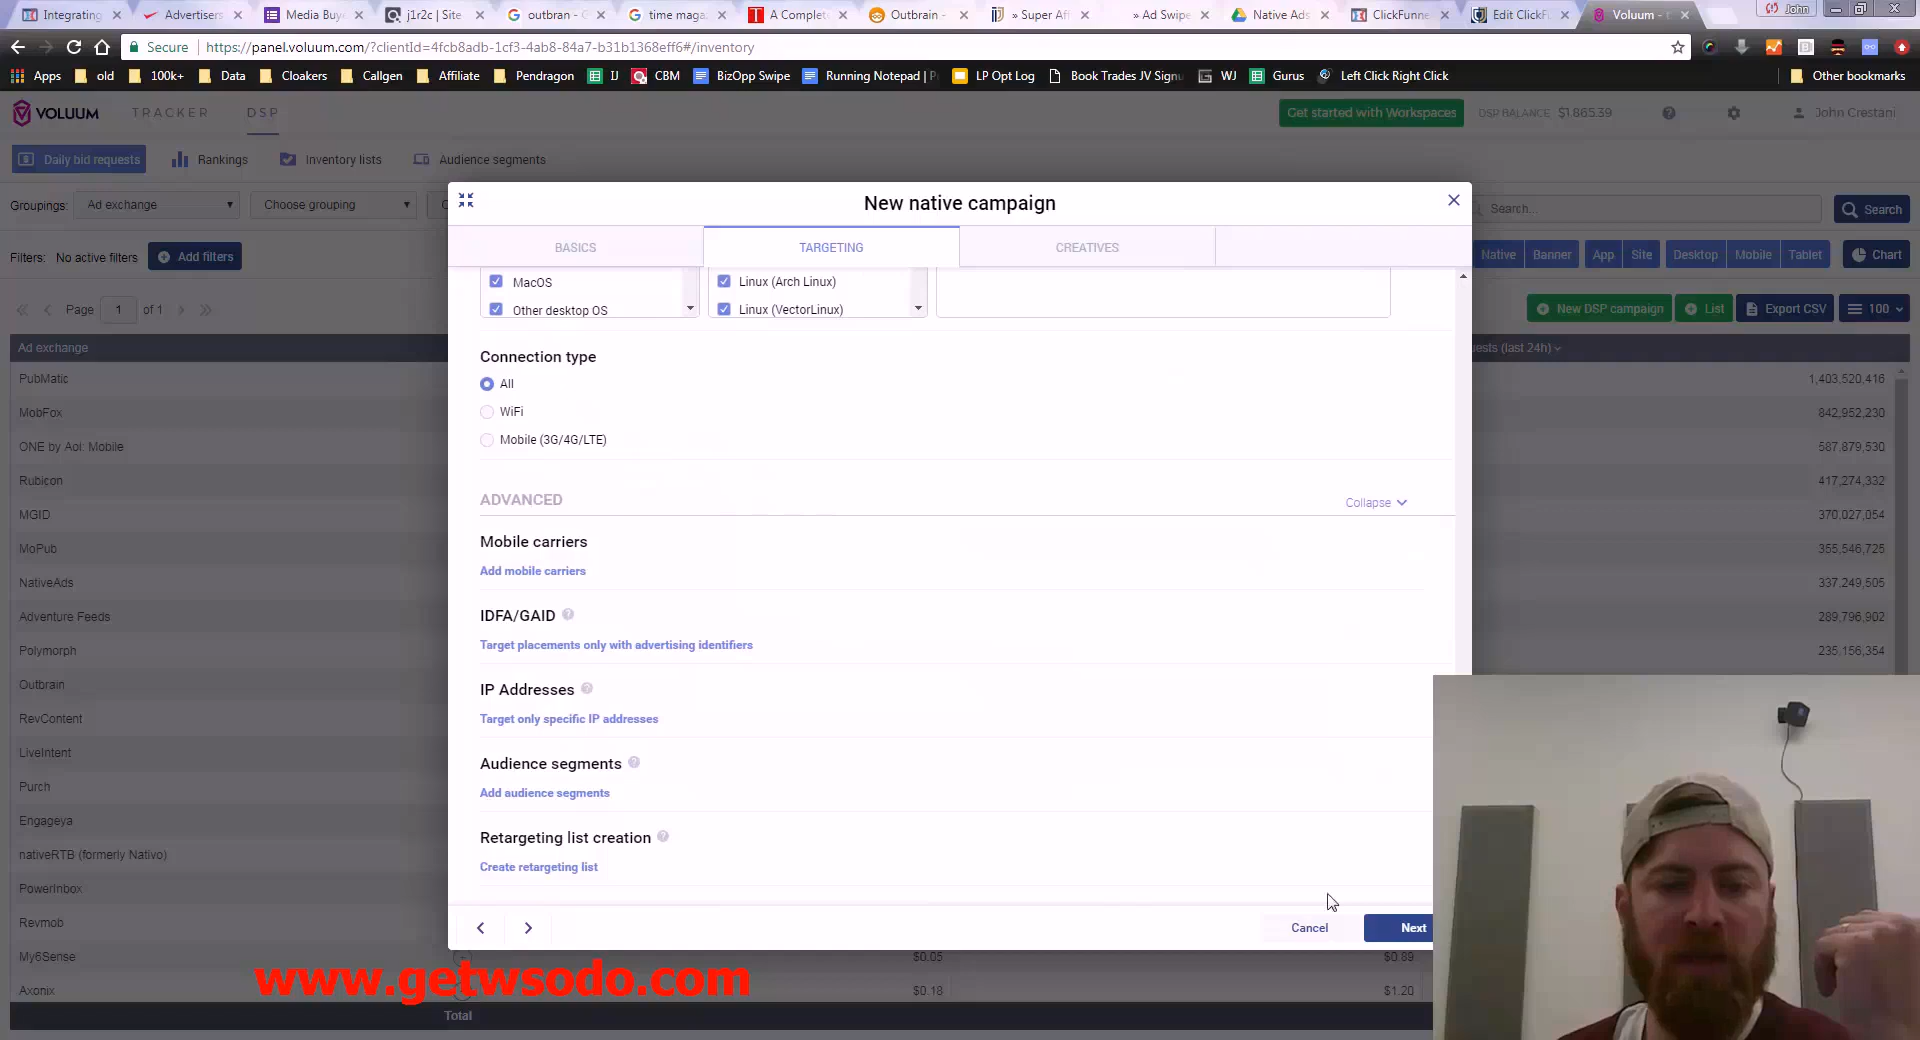 Integrating
Advertisers
Media Buye
j1r2c | Site
outbran - G
time magaz
A Complete
Outbrain -
» Super Aff
» Ad Swipe
Native Ads
ClickFunnel
Edit ClickFu
Voluum - t
John
Secure
https://panel.voluum.com/?clientId=4fcb8adb-1cf3-4ab8-84a7-b31b1368eff6#/inventory
Apps
old
100k+
Data
Cloakers
Callgen
Affiliate
Pendragon
IJ
CBM
BizOpp Swipe
Running Notepad | P
LP Opt Log
Book Trades JV Signu
WJ
Gurus
Left Click Right Click
Other bookmarks
VOLUUM
TRACKER
DSP
Get started with Workspaces
DSP BALANCE $1,865.39
John Crestani
Daily bid requests
Rankings
Inventory lists
Audience segments
Groupings:
Ad exchange
Choose grouping
Search...
Search
Filters:
No active filters
Add filters
Native
Banner
App
Site
Desktop
Mobile
Tablet
Chart
Page
1
of 1
New DSP campaign
List
Export CSV
100
Ad exchange
ests (last 24h)
PubMatic
1,403,520,416
MobFox
842,952,230
ONE by Aol: Mobile
587,879,530
Rubicon
417,274,332
MGID
370,027,054
MoPub
355,546,725
NativeAds
337,249,505
Adventure Feeds
289,796,902
Polymorph
235,156,354
Outbrain
RevContent
LiveIntent
Purch
Engageya
nativeRTB (formerly Nativo)
PowerInbox
Revmob
My6Sense
$0.05
$0.89
Axonix
$0.18
$1.20
Total
New native campaign
BASICS
TARGETING
CREATIVES
MacOS
Linux (Arch Linux)
Other desktop OS
Linux (VectorLinux)
Connection type
All
WiFi
Mobile (3G/4G/LTE)
ADVANCED
Collapse
Mobile carriers
Add mobile carriers
IDFA/GAID
Target placements only with advertising identifiers
IP Addresses
Target only specific IP addresses
Audience segments
Add audience segments
Retargeting list creation
Create retargeting list
Cancel
Next
www.getwsodo.com